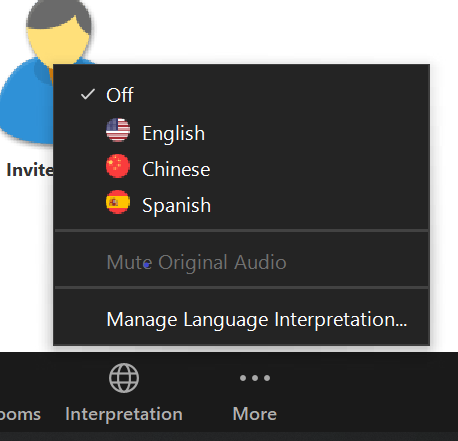 Invite
Off
English
Chinese
Spanish
Mute Original Audio
Manage Language Interpretation...
ooms
Interpretation
More